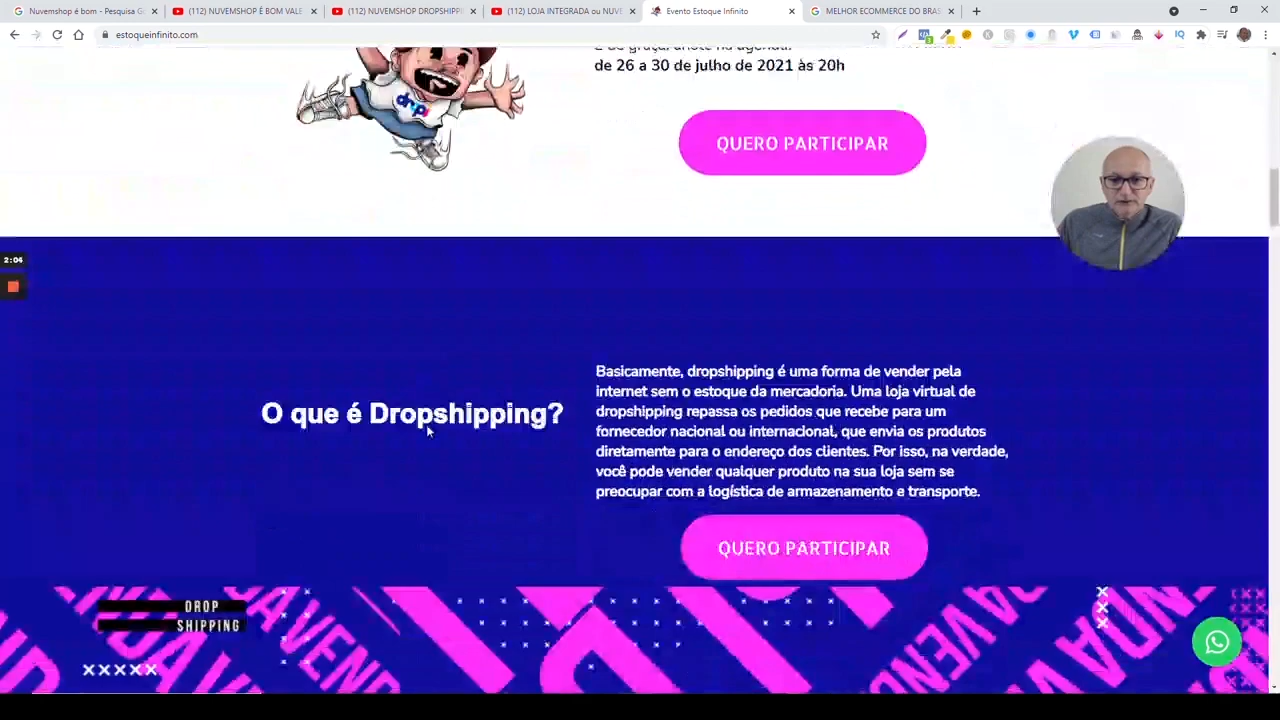 Nuvemshop é bom - Pesquisa G
(112) NUVEMSHOP É BOM VALE
(112) NUVEMSHOP DROPSHIPPI
(112) LOJA INTEGRADA ou NUVE
Evento Estoque Infinito
MELHOR ECOMMERCE DO BRAS
estoqueinfinito.com
de 26 a 30 de julho de 2021 às 20h
dropi
QUERO PARTICIPAR
2:04
O que é Dropshipping?
Basicamente, dropshipping é uma forma de vender pela
internet sem o estoque da mercadoria. Uma loja virtual de
dropshipping repassa os pedidos que recebe para um
fornecedor nacional ou internacional, que envia os produtos
diretamente para o endereço dos clientes. Por isso, na verdade,
você pode vender qualquer produto na sua loja sem se
preocupar com a logística de armazenamento e transporte.
QUERO PARTICIPAR
DROP
SHIPPING